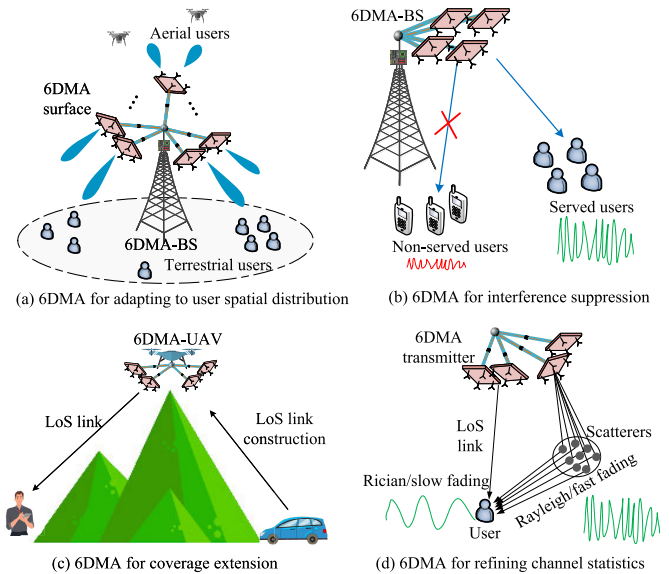 Aerial users
6DMA
surface
6DMA-BS
Terrestrial users
(a) 6DMA for adapting to user spatial distribution
6DMA-BS
Served users
Non-served users
(b) 6DMA for interference suppression
6DMA-UAV
LoS link
LoS link
construction
(c) 6DMA for coverage extension
6DMA
transmitter
LoS
link
Scatterers
Rician/slow fading
Rayleigh/fast fading
User
(d) 6DMA for refining channel statistics